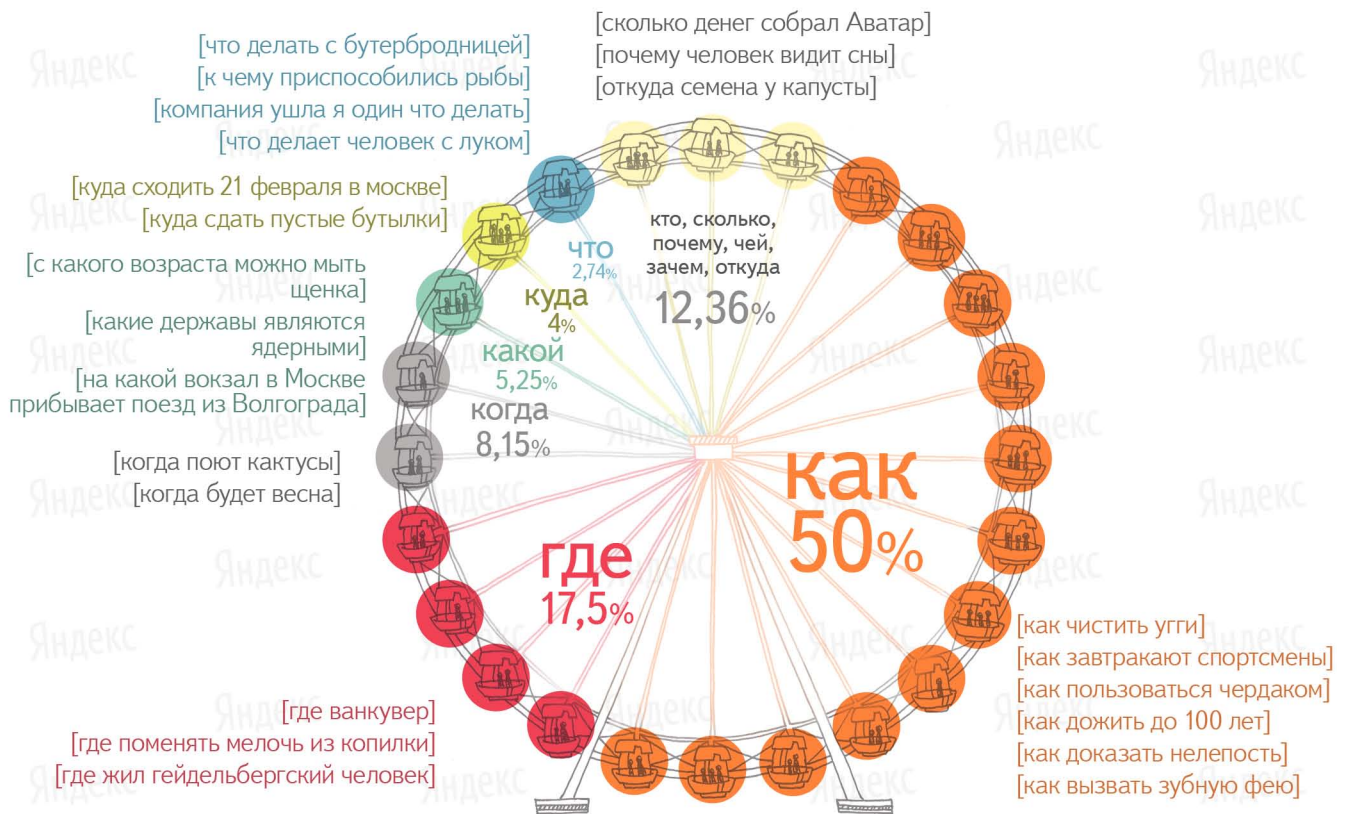 [сколько денег собрал Аватар]
[почему человек видит сны]
[откуда семена у капусты]
[что делать с бутербродницей]
[к чему приспособились рыбы]
[компания ушла я один что делать]
[что делает человек с луком]
[куда сходить 21 февраля в москве]
[куда сдать пустые бутылки]
[с какого возраста можно мыть
щенка]
[какие державы являются
ядерными]
[на какой вокзал в Москве
прибывает поезд из Волгограда]
[когда поют кактусы]
[когда будет весна]
кто, сколько,
почему, чей,
зачем, откуда
12,36%
что
2,74%
куда
4%
какой
5,25%
когда
8,15%
где
17,5%
как
50%
[где ванкувер]
[где поменять мелочь из копилки]
[где жил гейдельбергский человек]
[как чистить угги]
[как завтракают спортсмены]
[как пользоваться чердаком]
[как дожить до 100 лет]
[как доказать нелепость]
[как вызвать зубную фею]
Яндекс